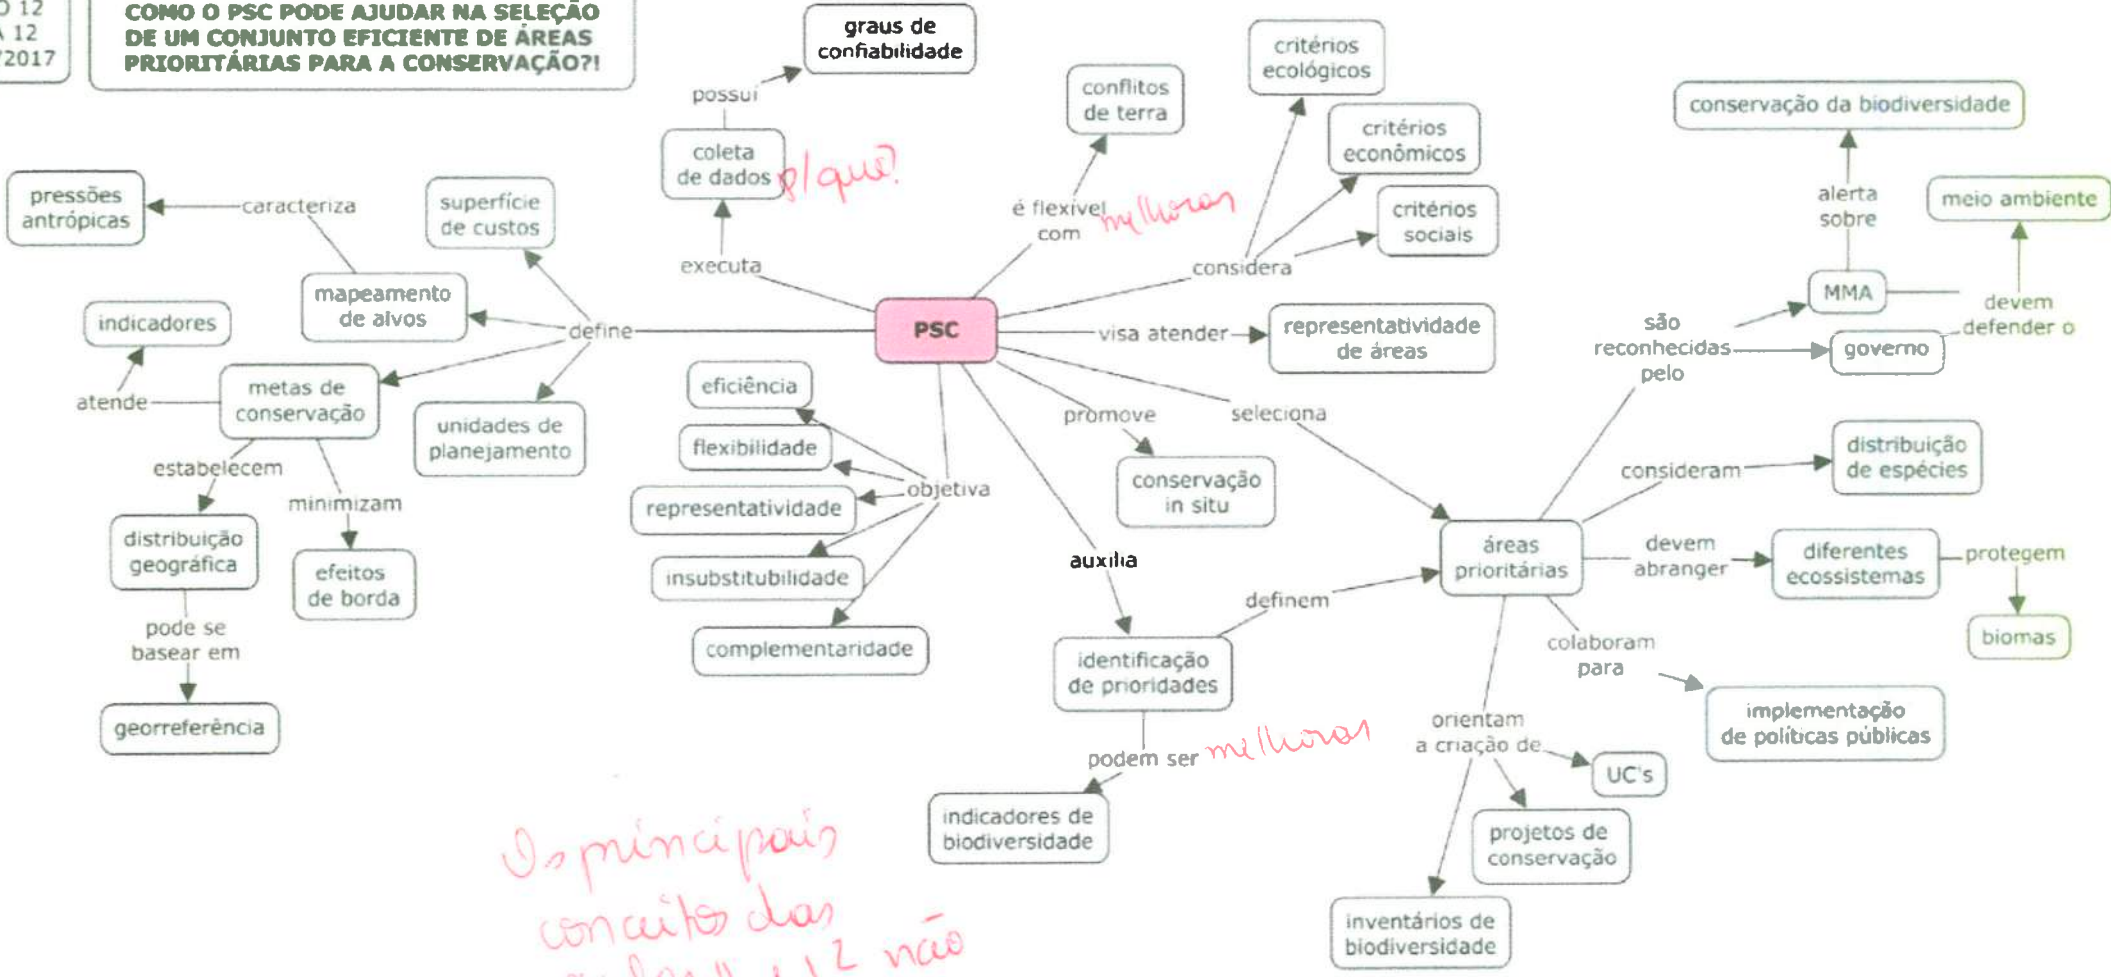 O 12
A 12
/2017
COMO O PSC PODE AJUDAR NA SELEÇÃO
DE UM CONJUNTO EFICIENTE DE ÁREAS
PRIORITÁRIAS PARA A CONSERVAÇÃO?!
graus de
confiabilidade
possui
coleta
de dados
p/ que?
executa
conflitos
de terra
é flexível
com
melhorar
critérios
ecológicos
critérios
econômicos
critérios
sociais
considera
conservação da biodiversidade
alerta
sobre
meio ambiente
MMA
devem
defender o
governo
são
reconhecidas
pelo
pressões
antrópicas
caracteriza
superfície
de custos
mapeamento
de alvos
define
indicadores
atende
metas de
conservação
unidades de
planejamento
estabelecem
minimizam
distribuição
geográfica
efeitos
de borda
pode se
basear em
georreferência
PSC
visa atender
representatividade
de áreas
eficiência
flexibilidade
representatividade
insubstitubilidade
complementaridade
objetiva
promove
conservação
in situ
seleciona
auxilia
identificação
de prioridades
definem
podem ser
melhorar
indicadores de
biodiversidade
áreas
prioritárias
consideram
distribuição
de espécies
devem
abranger
diferentes
ecossistemas
protegem
biomas
colaboram
para
implementação
de políticas públicas
orientam
a criação de
UC's
projetos de
conservação
inventários de
biodiversidade
Os principais
conceitos das
12 não